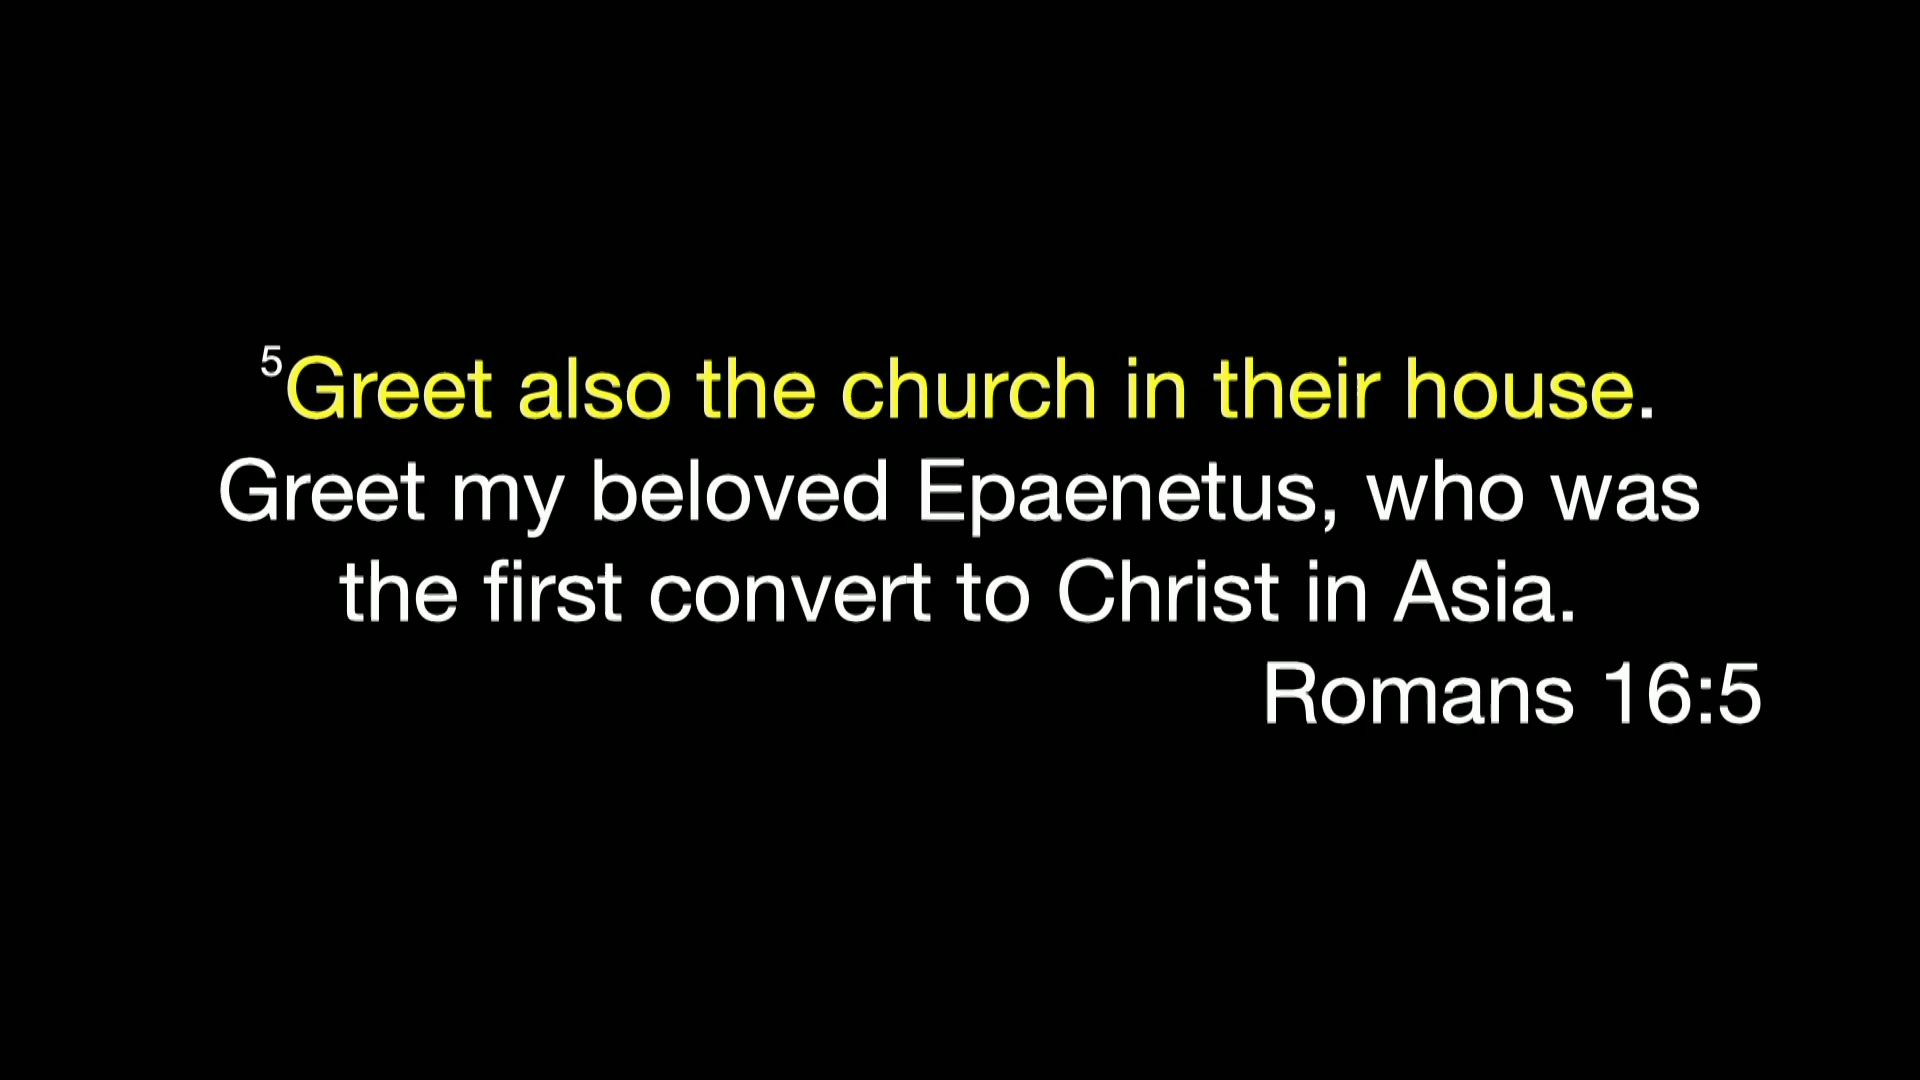 ⁵Greet also the church in their house.
Greet my beloved Epaenetus, who was
the first convert to Christ in Asia.
Romans 16:5